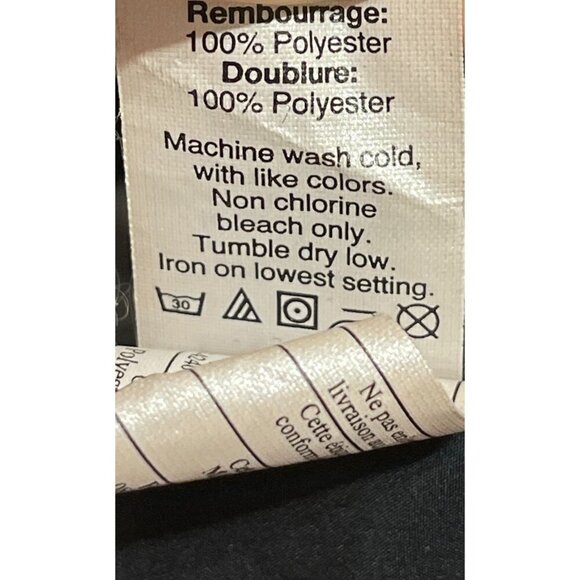 Rembourrage:
100% Polyester
Doublure:
100% Polyester
Machine wash cold,
with like colors.
Non chlorine
bleach only.
Tumble dry low.
Iron on lowest setting.
30
Ne pas
livraison
Cette